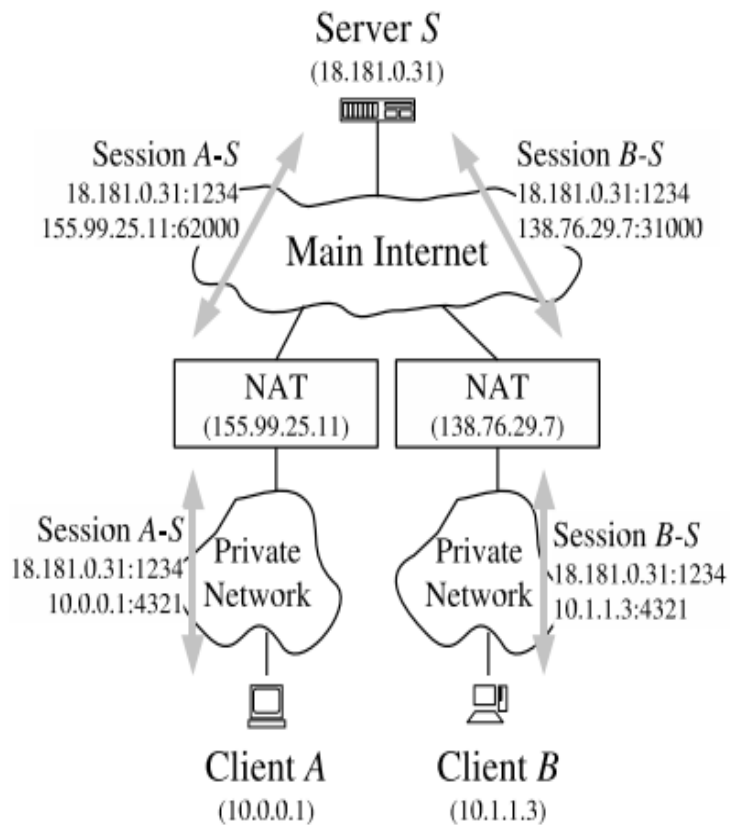 Server S
(18.181.0.31)
Session A-S
18.181.0.31:1234
155.99.25.11:62000
Session B-S
18.181.0.31:1234
138.76.29.7:31000
Main Internet
NAT
(155.99.25.11)
NAT
(138.76.29.7)
Session A-S
18.181.0.31:1234
10.0.0.1:4321
Private
Network
Private
Network
Session B-S
18.181.0.31:1234
10.1.1.3:4321
Client A
(10.0.0.1)
Client B
(10.1.1.3)